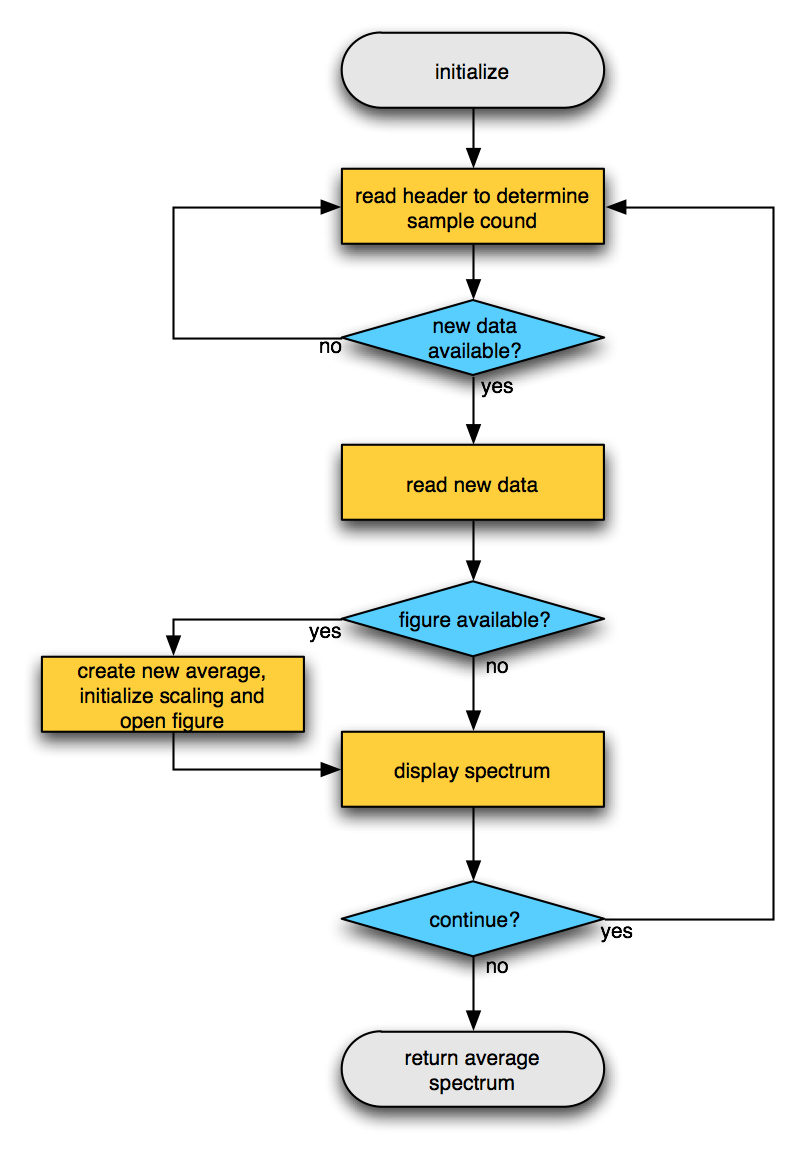 initialize
read header to determine
sample cound
new data
available?
no
yes
read new data
figure available?
yes
no
create new average,
initialize scaling and
open figure
display spectrum
continue?
yes
no
return average
spectrum